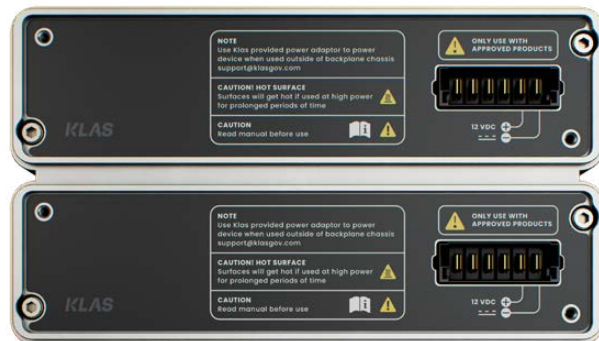 NOTE
Use Klas provided power adaptor to power
device when used outside of backplane chassis
support@klasgov.com
CAUTION! HOT SURFACE
Surfaces will get hot if used at high power
for prolonged periods of time
CAUTION
Read manual before use
ONLY USE WITH
APPROVED PRODUCTS
12 VDC
KLAS
NOTE
Use Klas provided power adaptor to power
device when used outside of backplane chassis
support@klasgov.com
CAUTION! HOT SURFACE
Surfaces will get hot if used at high power
for prolonged periods of time
CAUTION
Read manual before use
ONLY USE WITH
APPROVED PRODUCTS
12 VDC
KLAS